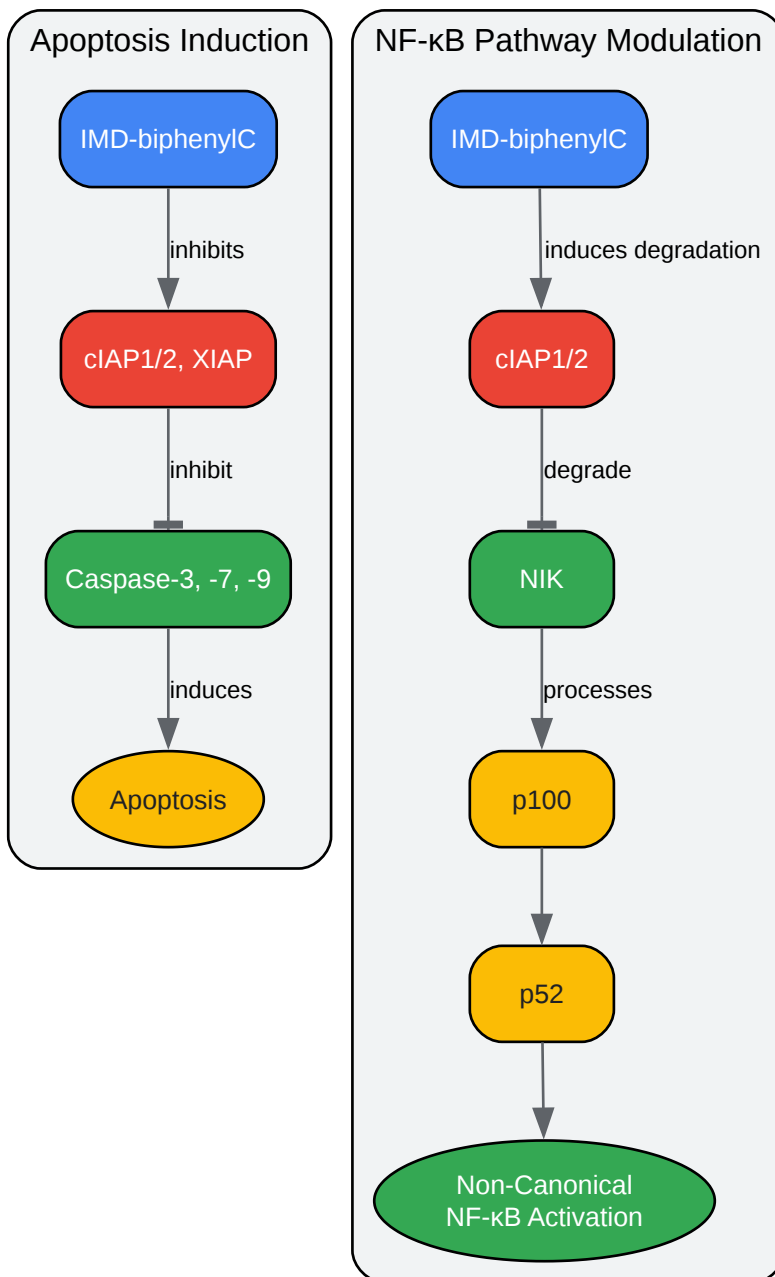 Apoptosis Induction
IMD-biphenylC
inhibits
cIAP1/2, XIAP
inhibit
Caspase-3, -7, -9
induces
Apoptosis
NF-κB Pathway Modulation
IMD-biphenylC
induces degradation
cIAP1/2
degrade
NIK
processes
p100
p52
Non-Canonical
NF-κB Activation